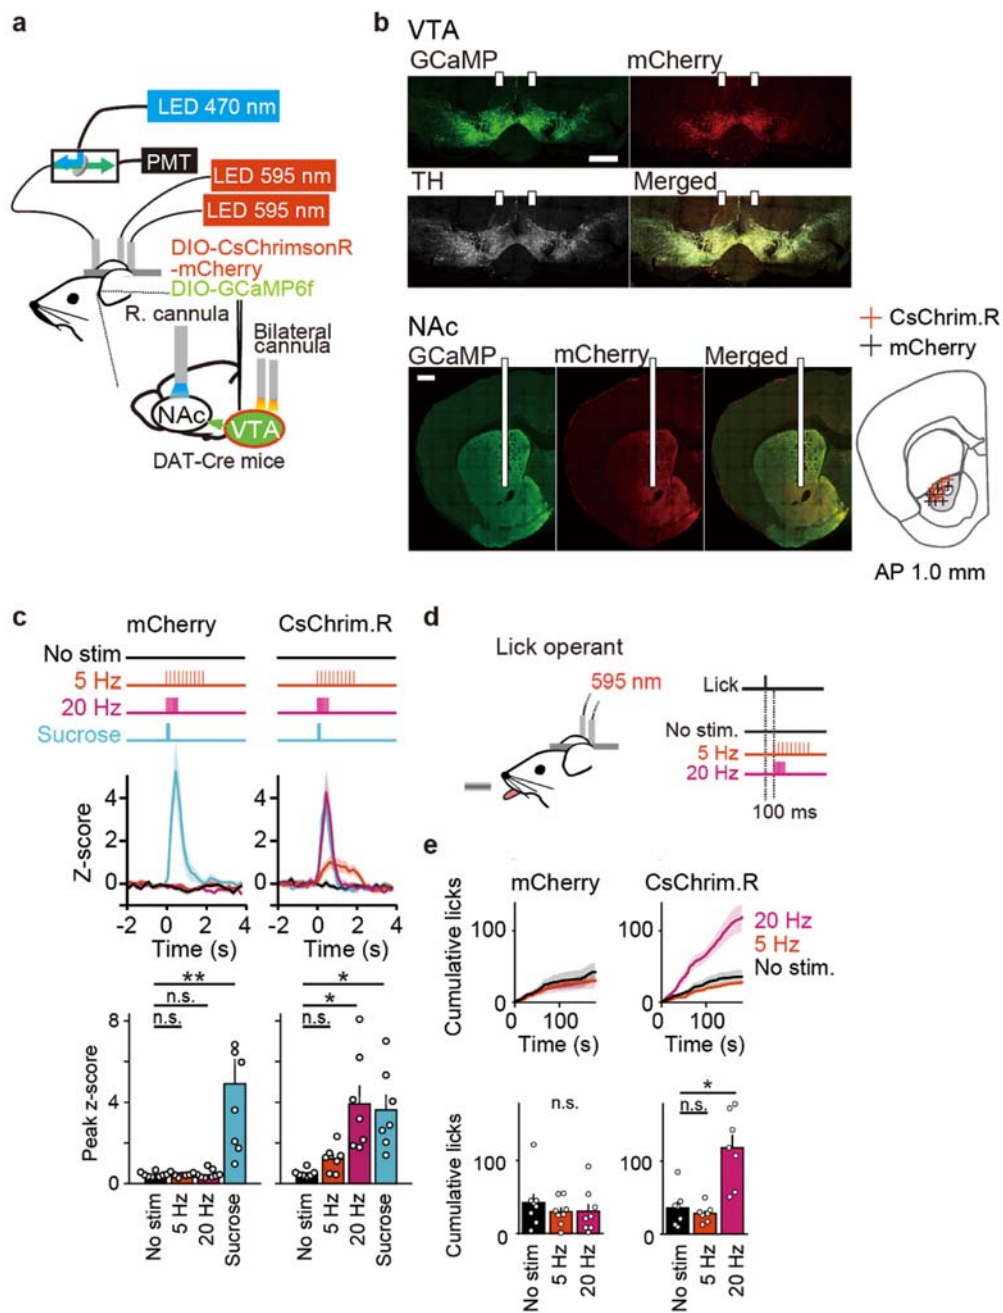 a
LED 470 nm
PMT
LED 595 nm
LED 595 nm
DIO-CsChrimsonR
-mCherry
DIO-GCaMP6f
R. cannula
Bilateral
cannula
NAc
VTA
DAT-Cre mice
b
VTA
GCaMP
mCherry
TH
Merged
NAc
GCaMP
mCherry
Merged
CsChrim.R
mCherry
AP 1.0 mm
c
mCherry
CsChrim.R
No stim
5 Hz
20 Hz
Sucrose
Z-score
4
2
0
4
2
0
-2
0
2
4
-2
0
2
4
Time (s)
Time (s)
**
n.s.
n.s.
*
*
n.s.
Peak z-score
8
4
0
8
4
0
No stim
5 Hz
20 Hz
Sucrose
No stim
5 Hz
20 Hz
Sucrose
d
Lick operant
595 nm
Lick
No stim.
5 Hz
20 Hz
100 ms
e
mCherry
CsChrim.R
Cumulative licks
100
0
100
Time (s)
100
0
100
Time (s)
20 Hz
5 Hz
No stim.
Cumulative licks
n.s.
100
0
No stim
5 Hz
20 Hz
*
n.s.
100
0
No stim
5 Hz
20 Hz